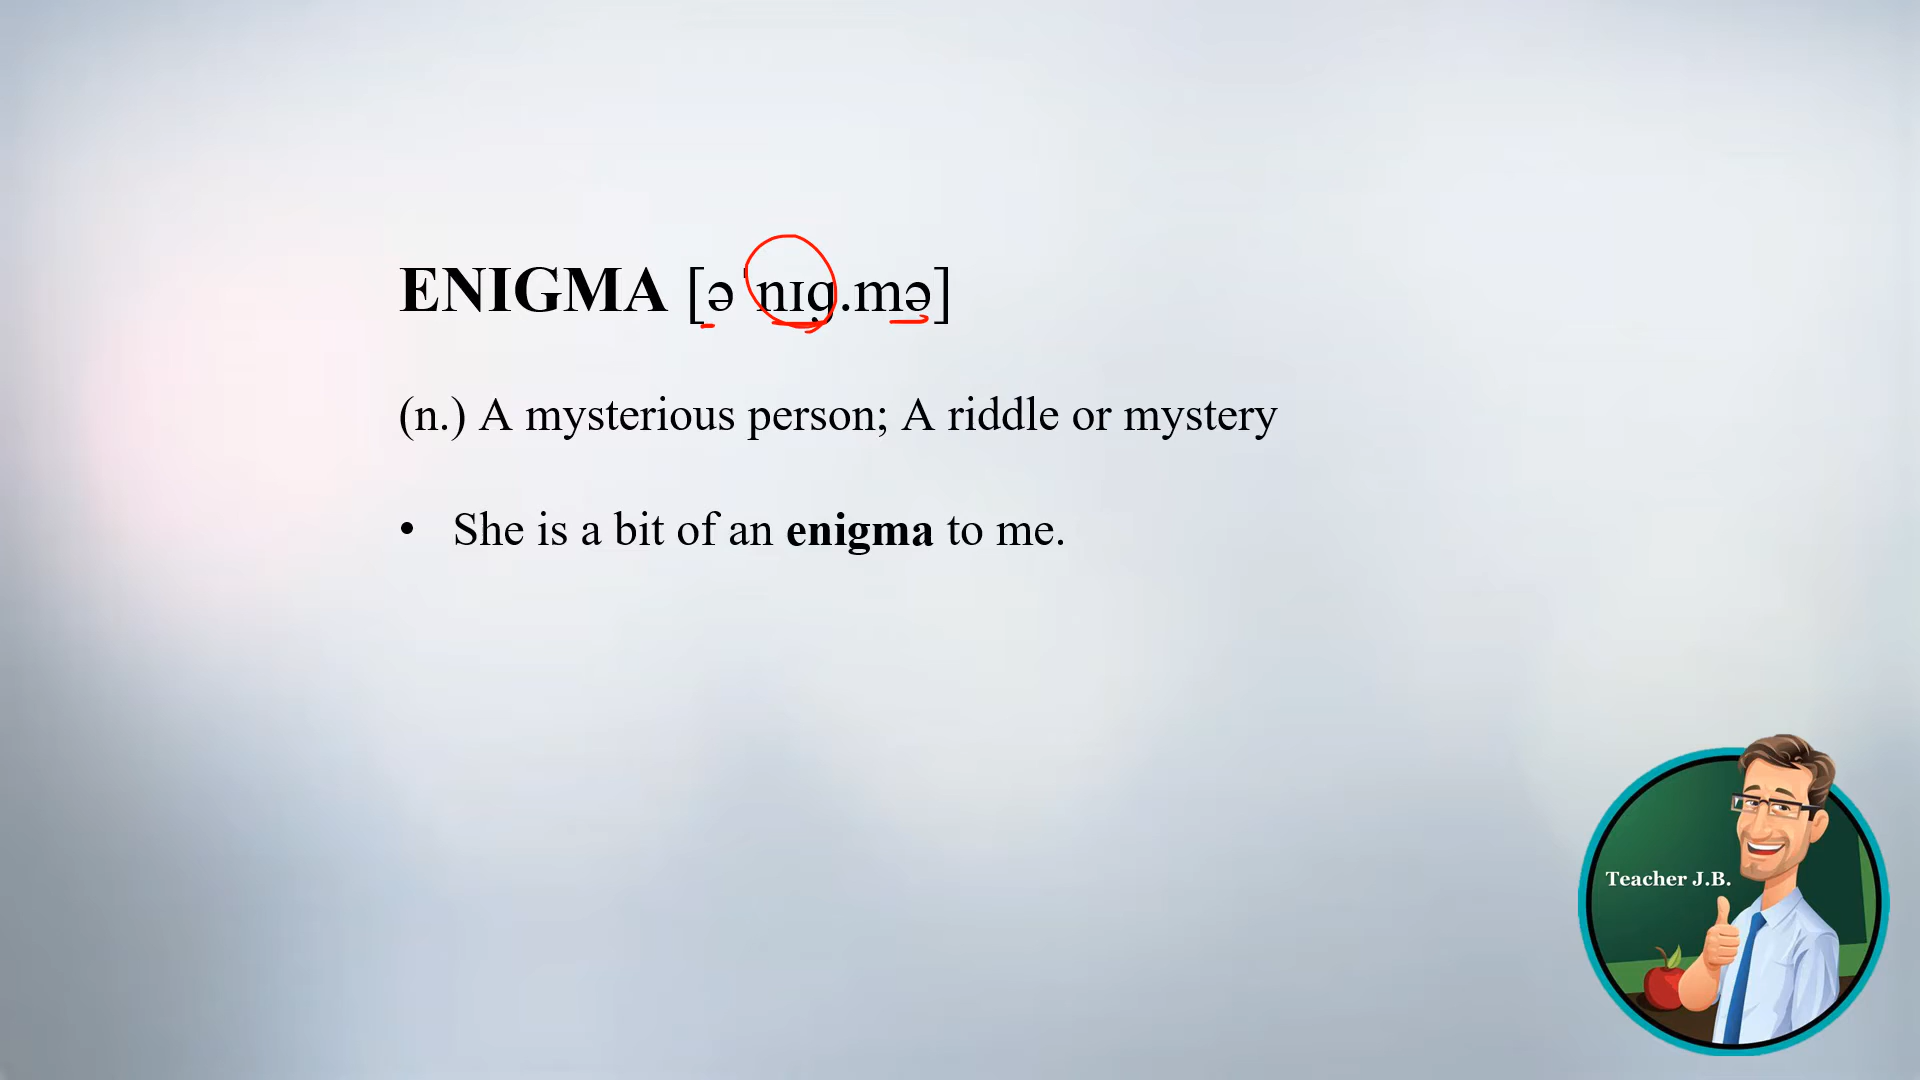 ENIGMA [əˈnɪg.mə]
(n.) A mysterious person; A riddle or mystery
• She is a bit of an enigma to me.
Teacher J.B.